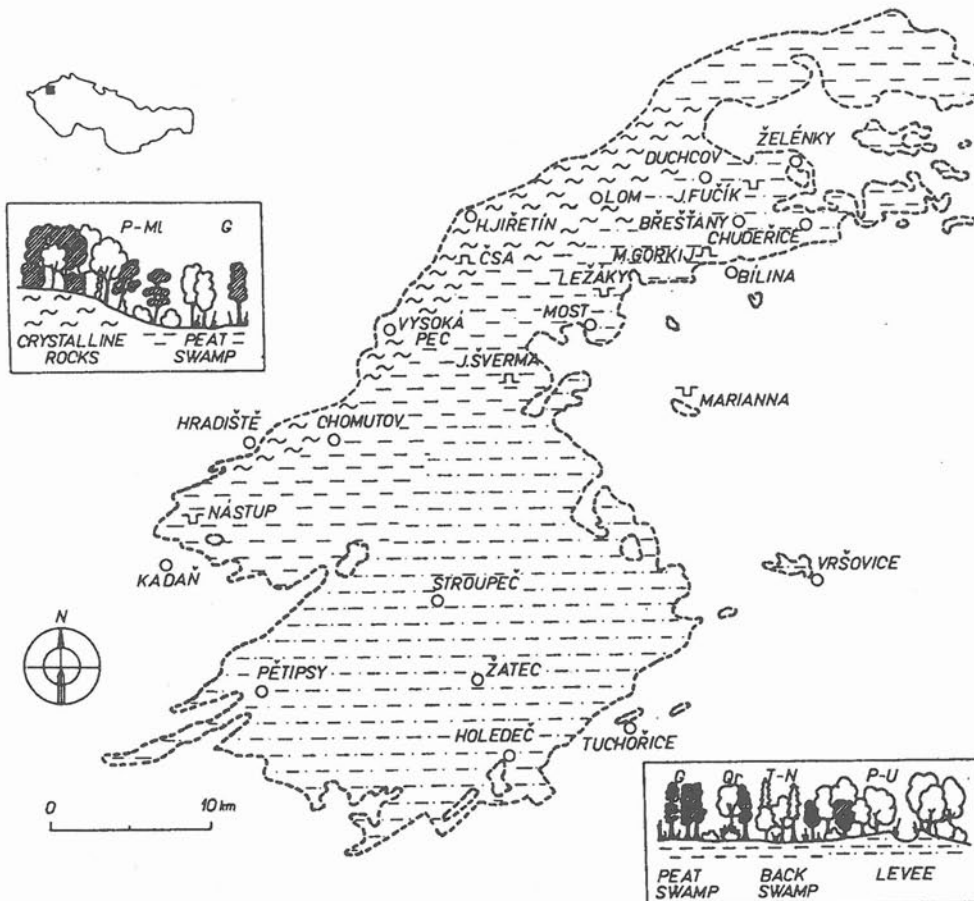 ŽELÉNKY
DUCHCOV
LOM
J.FUČÍK
P-Ml G
H.JIŘETÍN
BŘEŠŤANY
CHUDEŘICE
ČSA
M.GORKIJ
LEŽÁKY
BÍLINA
MOST
VYSOKÁ
PEC
CRYSTALLINE
ROCKS
PEAT
SWAMP
J.ŠVERMA
MARIANNA
HRADIŠTĚ
CHOMUTOV
NÁSTUP
KADAŇ
VRŠOVICE
STROUPEČ
N
PĚTIPSY
ŽATEC
HOLEDEČ
TUCHOŘICE
0 10 km
G Qr T-N P-U
PEAT
SWAMP
BACK
SWAMP
LEVEE